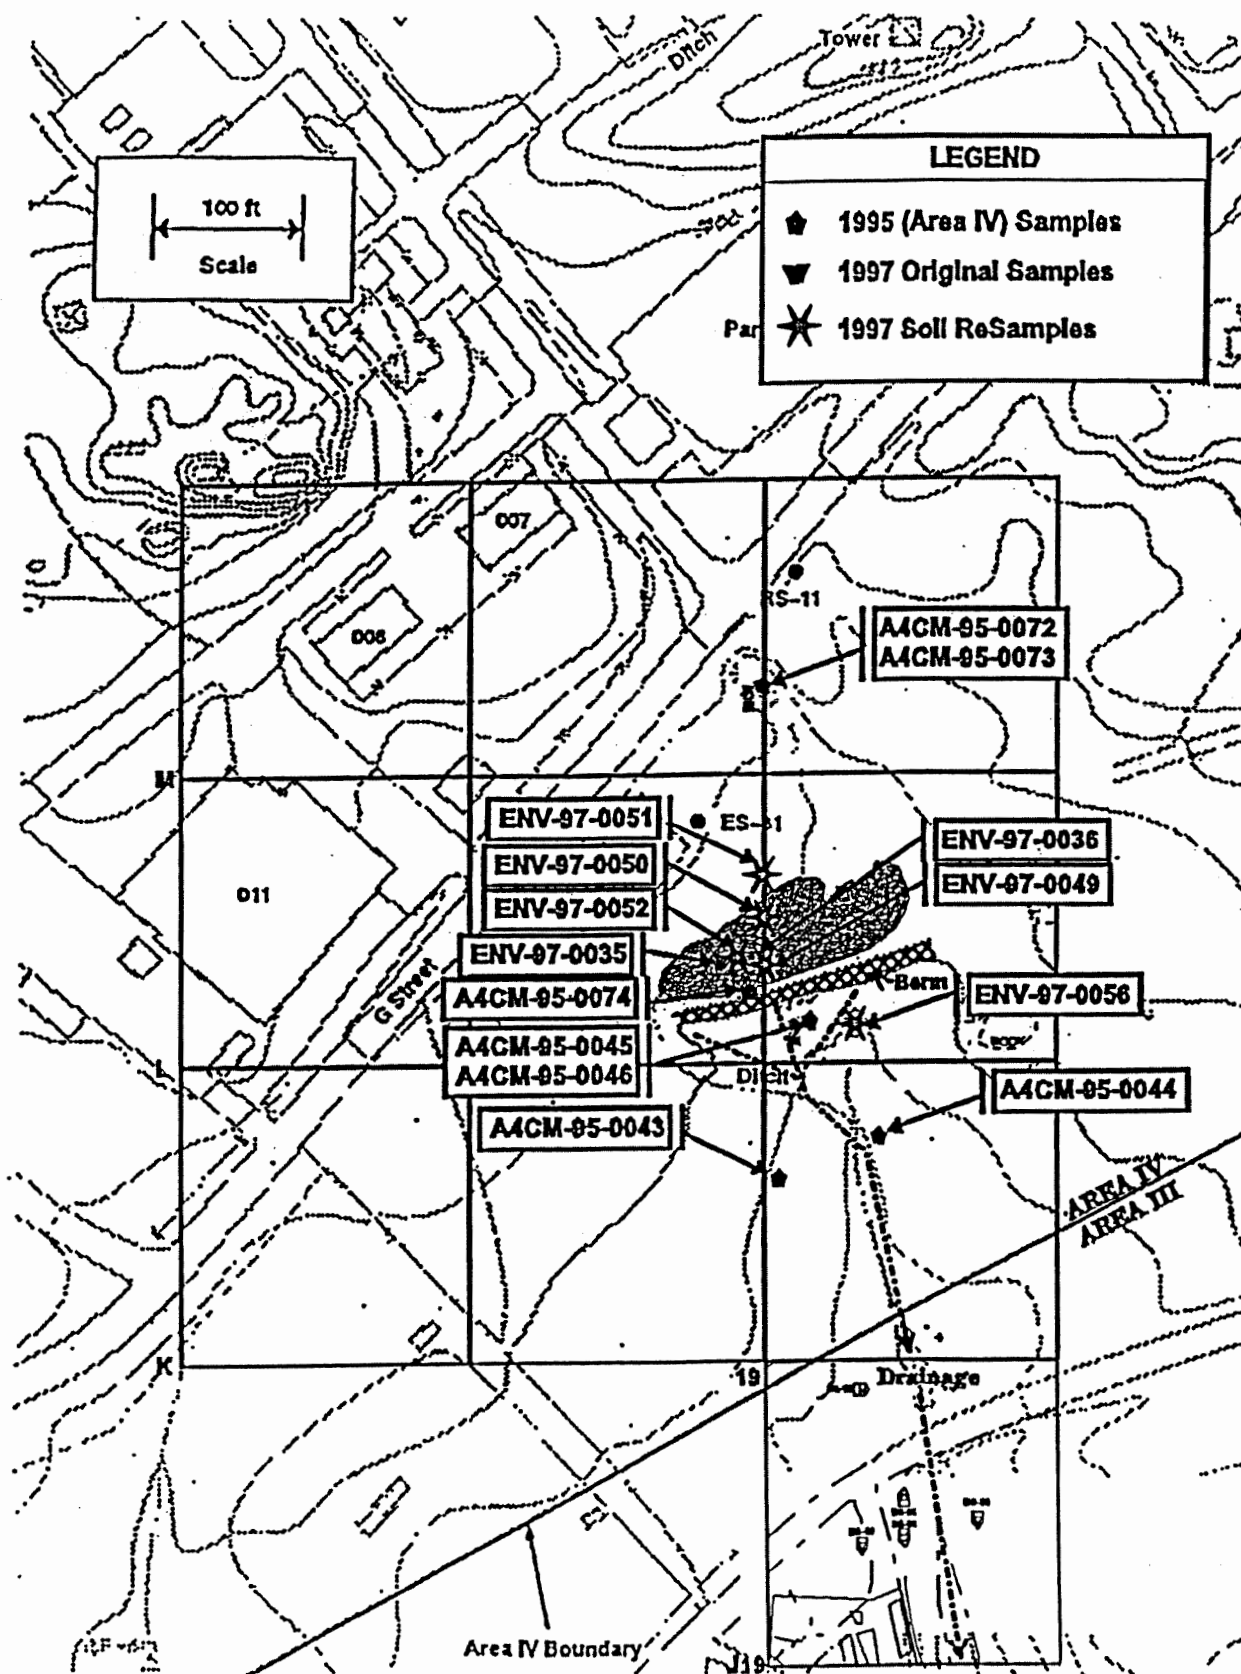 Ditch
Tower
LEGEND
1995 (Area IV) Samples
1997 Original Samples
1997 Soil ReSamples
100 ft
Scale
Par
007
006
RS-11
A4CM-95-0072
A4CM-95-0073
M
ENV-97-0051
ES-31
ENV-97-0036
ENV-97-0050
ENV-97-0049
011
ENV-97-0052
ENV-97-0035
G Street
A4CM-95-0074
Berm
ENV-97-0056
A4CM-95-0045
A4CM-95-0046
L
Ditch
A4CM-95-0044
A4CM-95-0043
AREA IV
AREA III
K
19
Drainage
Area IV Boundary
J19